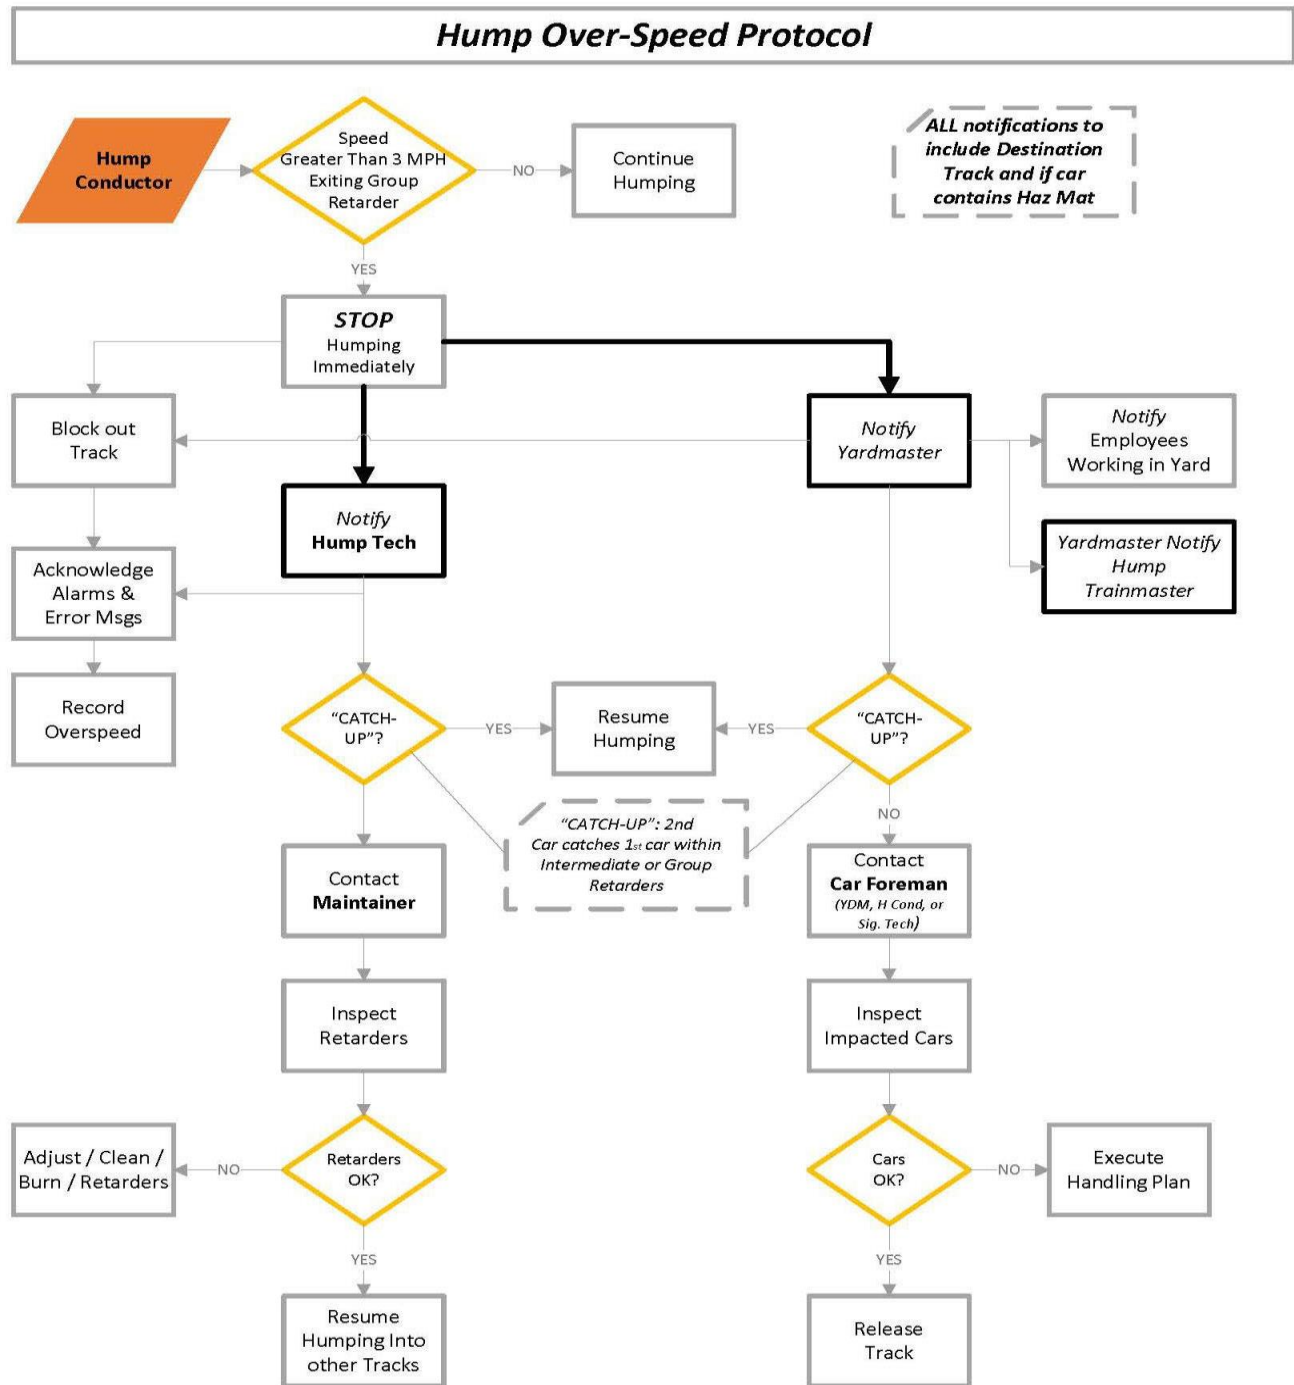 Hump Over-Speed Protocol
Hump
Conductor
Speed
Greater Than 3 MPH
Exiting Group
Retarder
NO
Continue
Humping
ALL notifications to
include Destination
Track and if car
contains Haz Mat
YES
STOP
Humping
Immediately
Block out
Track
Notify
Yardmaster
Notify
Employees
Working in Yard
Notify
Hump Tech
Yardmaster Notify
Hump
Trainmaster
Acknowledge
Alarms &
Error Msgs
Record
Overspeed
“CATCH-
UP”?
YES
Resume
Humping
YES
“CATCH-
UP”?
“CATCH-UP”: 2nd
Car catches 1st car within
Intermediate or Group
Retarders
NO
Contact
Maintainer
Contact
Car Foreman
(YDM, H Cond, or
Sig. Tech)
Inspect
Retarders
Inspect
Impacted Cars
Adjust / Clean /
Burn / Retarders
NO
Retarders
OK?
Cars
OK?
NO
Execute
Handling Plan
YES
YES
Resume
Humping Into
other Tracks
Release
Track